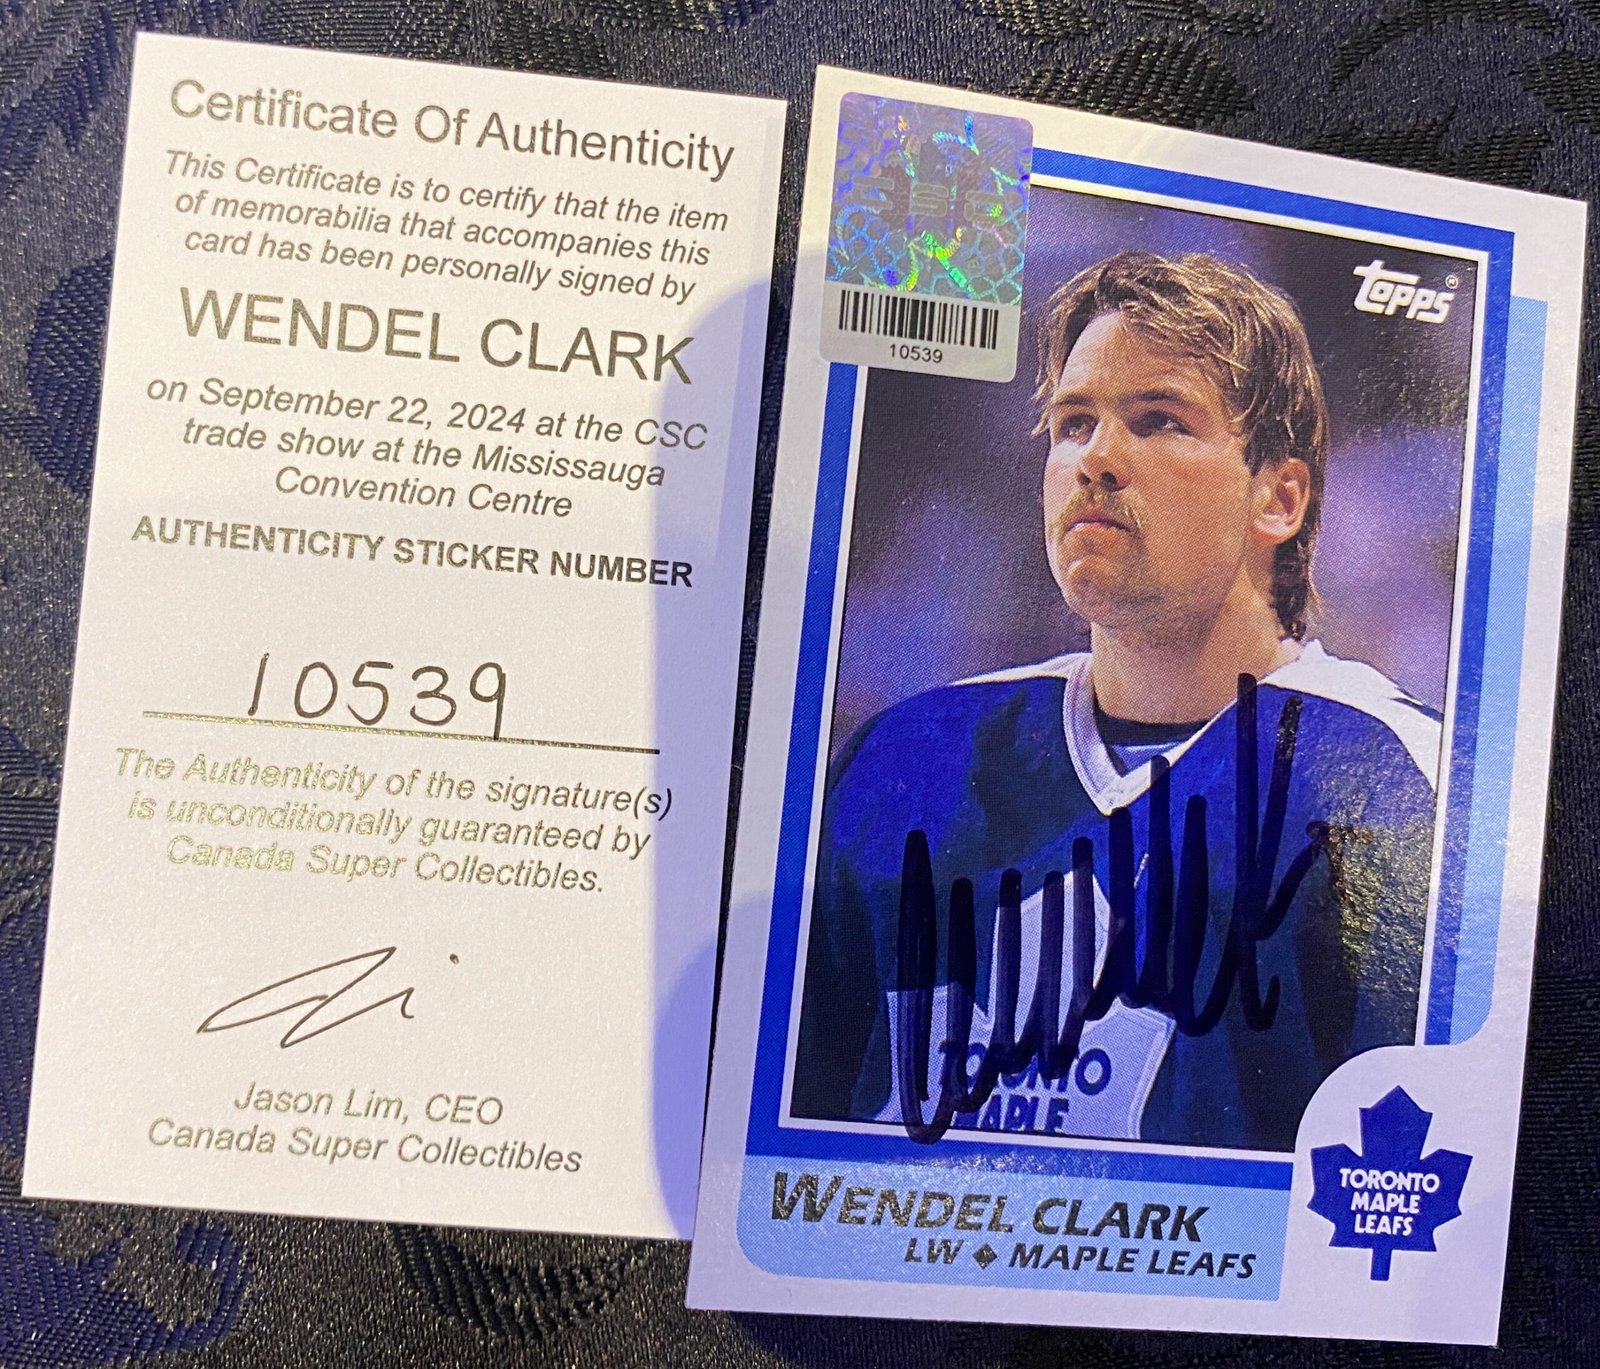 Certificate Of Authenticity
This Certificate is to certify that the item
of memorabilia that accompanies this
card has been personally signed by
WENDEL CLARK
on September 22, 2024 at the CSC
trade show at the Mississauga
Convention Centre
AUTHENTICITY STICKER NUMBER
10539
The Authenticity of the signature(s)
is unconditionally guaranteed by
Canada Super Collectibles.
Jason Lim, CEO
Canada Super Collectibles
CSC
10539
Topps®
TORONTO
MAPLE
WENDEL CLARK
LW ◆ MAPLE LEAFS
TORONTO
MAPLE
LEAFS